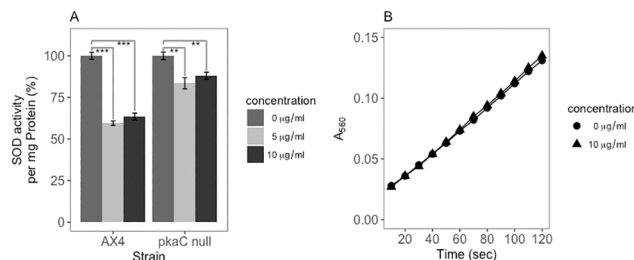 A
SOD activity
per mg Protein (%)
100
75
50
25
0
***
***
**
**
AX4
pkaC null
Strain
concentration
0 μg/ml
5 μg/ml
10 μg/ml
B
A560
0.15
0.10
0.05
0.00
20 40 60 80 100 120
Time (sec)
concentration
0 μg/ml
10 μg/ml